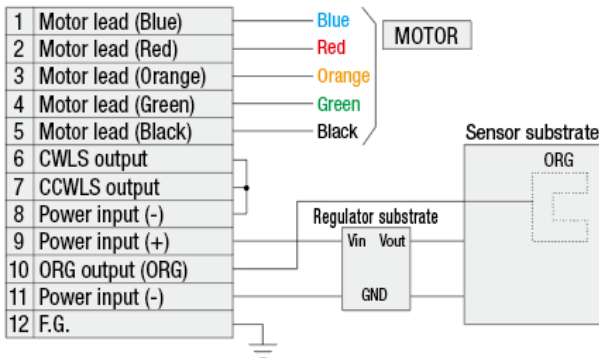 1 Motor lead (Blue)
2 Motor lead (Red)
3 Motor lead (Orange)
4 Motor lead (Green)
5 Motor lead (Black)
6 CWLS output
7 CCWLS output
8 Power input (-)
9 Power input (+)
10 ORG output (ORG)
11 Power input (-)
12 F.G.
Blue
Red
Orange
Green
Black
MOTOR
Regulator substrate
Vin Vout
GND
Sensor substrate
ORG